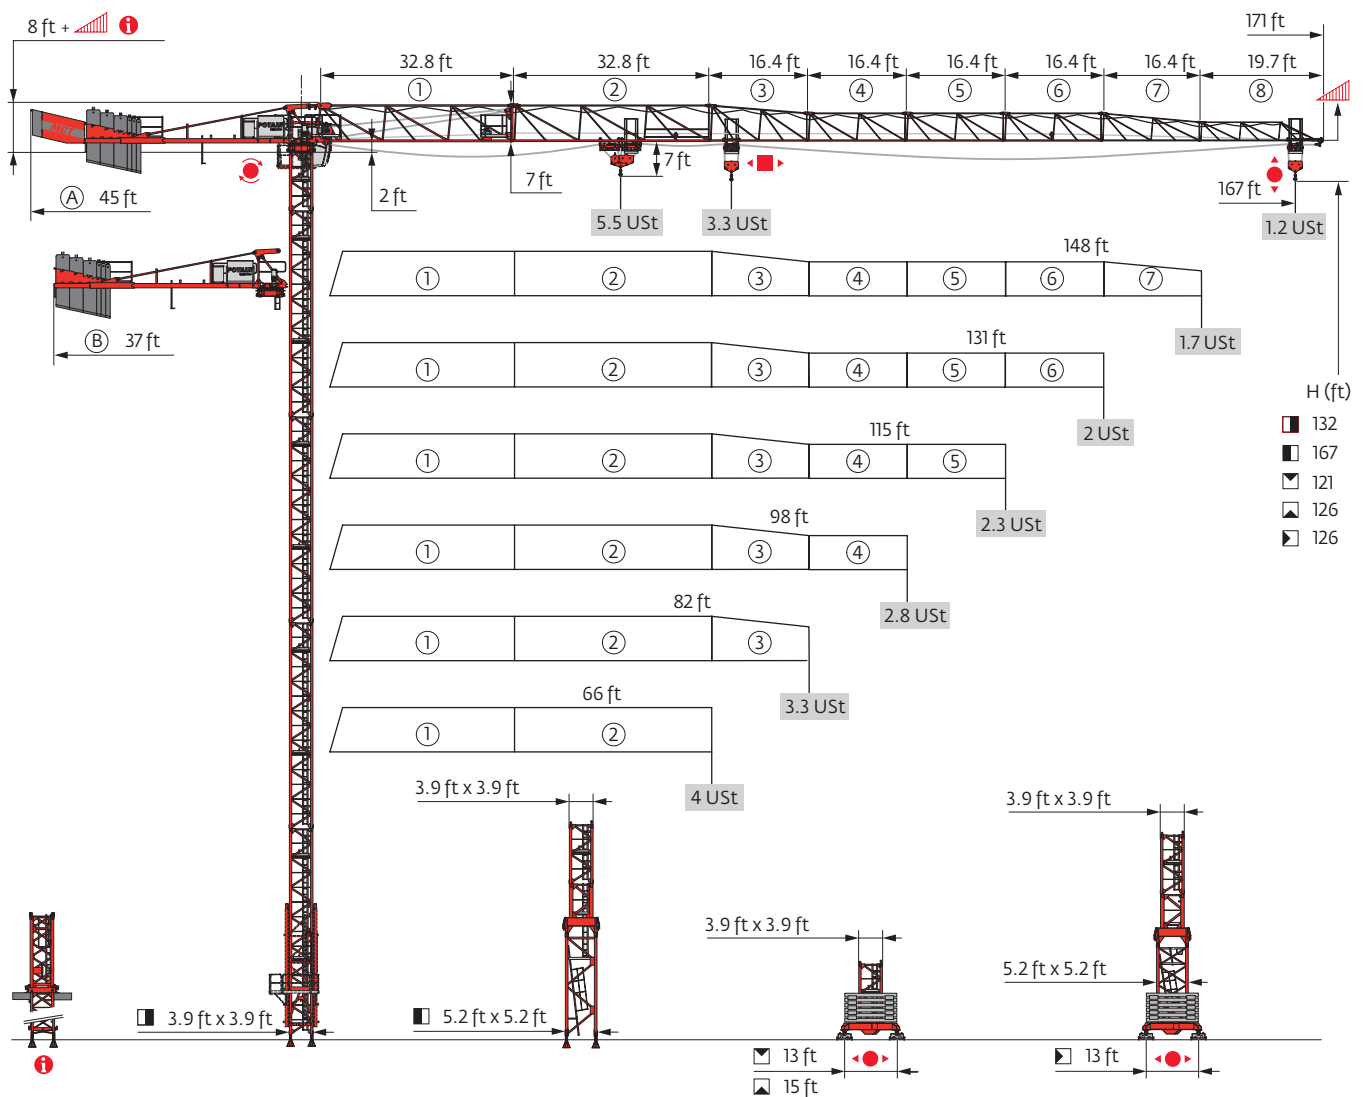 8 ft +
i
171 ft
32.8 ft 32.8 ft 16.4 ft 16.4 ft 16.4 ft 16.4 ft 16.4 ft 19.7 ft
1 2 3 4 5 6 7 8
MCT
POTAIN
7 ft
2 ft
7 ft
167 ft
A 45 ft
5.5 USt
3.3 USt
1.2 USt
148 ft
POTAIN
1 2 3 4 5 6 7
B 37 ft
1.7 USt
131 ft
1 2 3 4 5 6
2 USt
H (ft)
132
167
121
126
126
115 ft
1 2 3 4 5
2.3 USt
98 ft
1 2 3 4
2.8 USt
82 ft
1 2 3
3.3 USt
66 ft
1 2
4 USt
3.9 ft x 3.9 ft
3.9 ft x 3.9 ft
3.9 ft x 3.9 ft
5.2 ft x 5.2 ft
3.9 ft x 3.9 ft
5.2 ft x 5.2 ft
i
13 ft
15 ft
13 ft